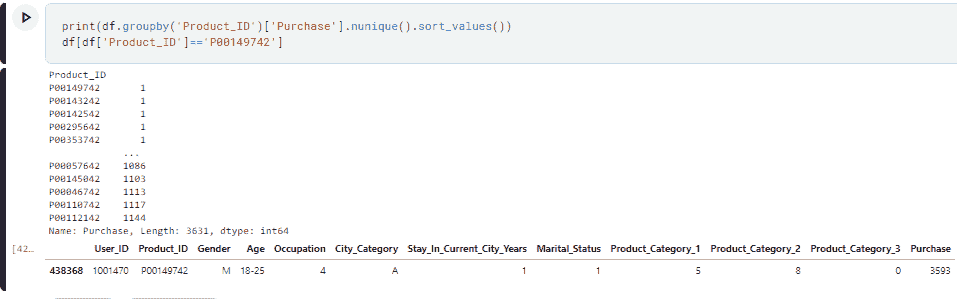 print(df.groupby('Product_ID')['Purchase'].nunique().sort_values())
df[df['Product_ID']=='P00149742']
Product_ID
P00149742 1
P00143242 1
P00142542 1
P00295642 1
P00353742 1
...
P00057642 1086
P00145042 1103
P00046742 1113
P00110742 1117
P00112142 1144
Name: Purchase, Length: 3631, dtype: int64
[42...
User_ID Product_ID Gender Age Occupation City_Category Stay_In_Current_City_Years Marital_Status Product_Category_1 Product_Category_2 Product_Category_3 Purchase
438368 1001470 P00149742 M 18-25 4 A 1 1 5 8 0 3593